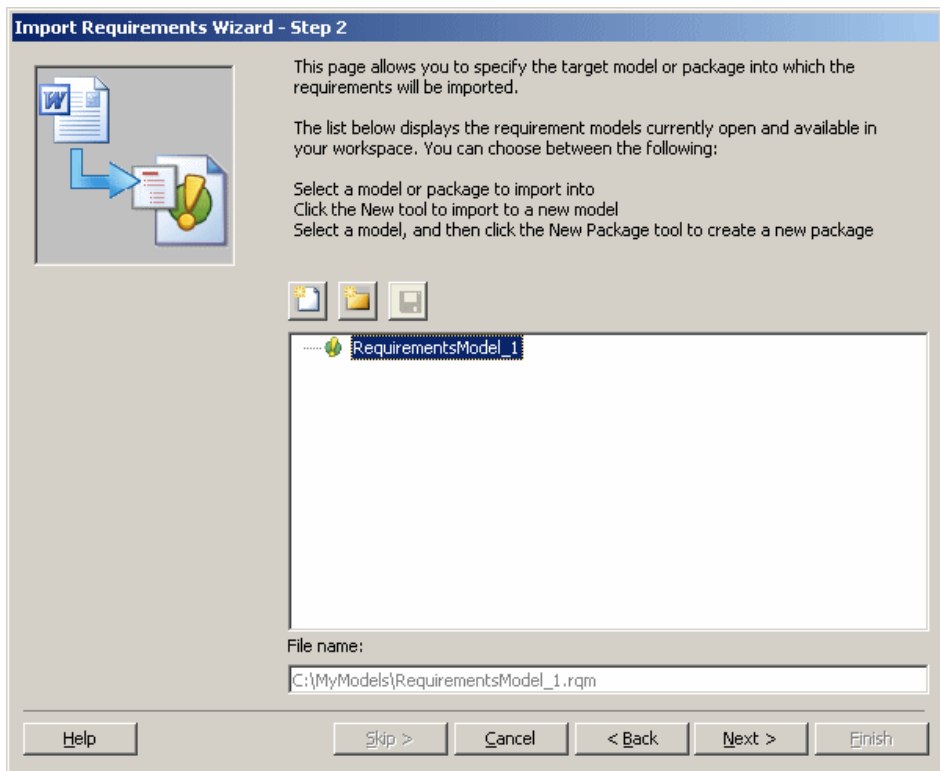 Import Requirements Wizard - Step 2
This page allows you to specify the target model or package into which the
requirements will be imported.
The list below displays the requirement models currently open and available in
your workspace. You can choose between the following:
Select a model or package to import into
Click the New tool to import to a new model
Select a model, and then click the New Package tool to create a new package
W
RequirementsModel_1
File name:
C:\MyModels\RequirementsModel_1.rqm
Help
Skip >
Cancel
< Back
Next >
Finish